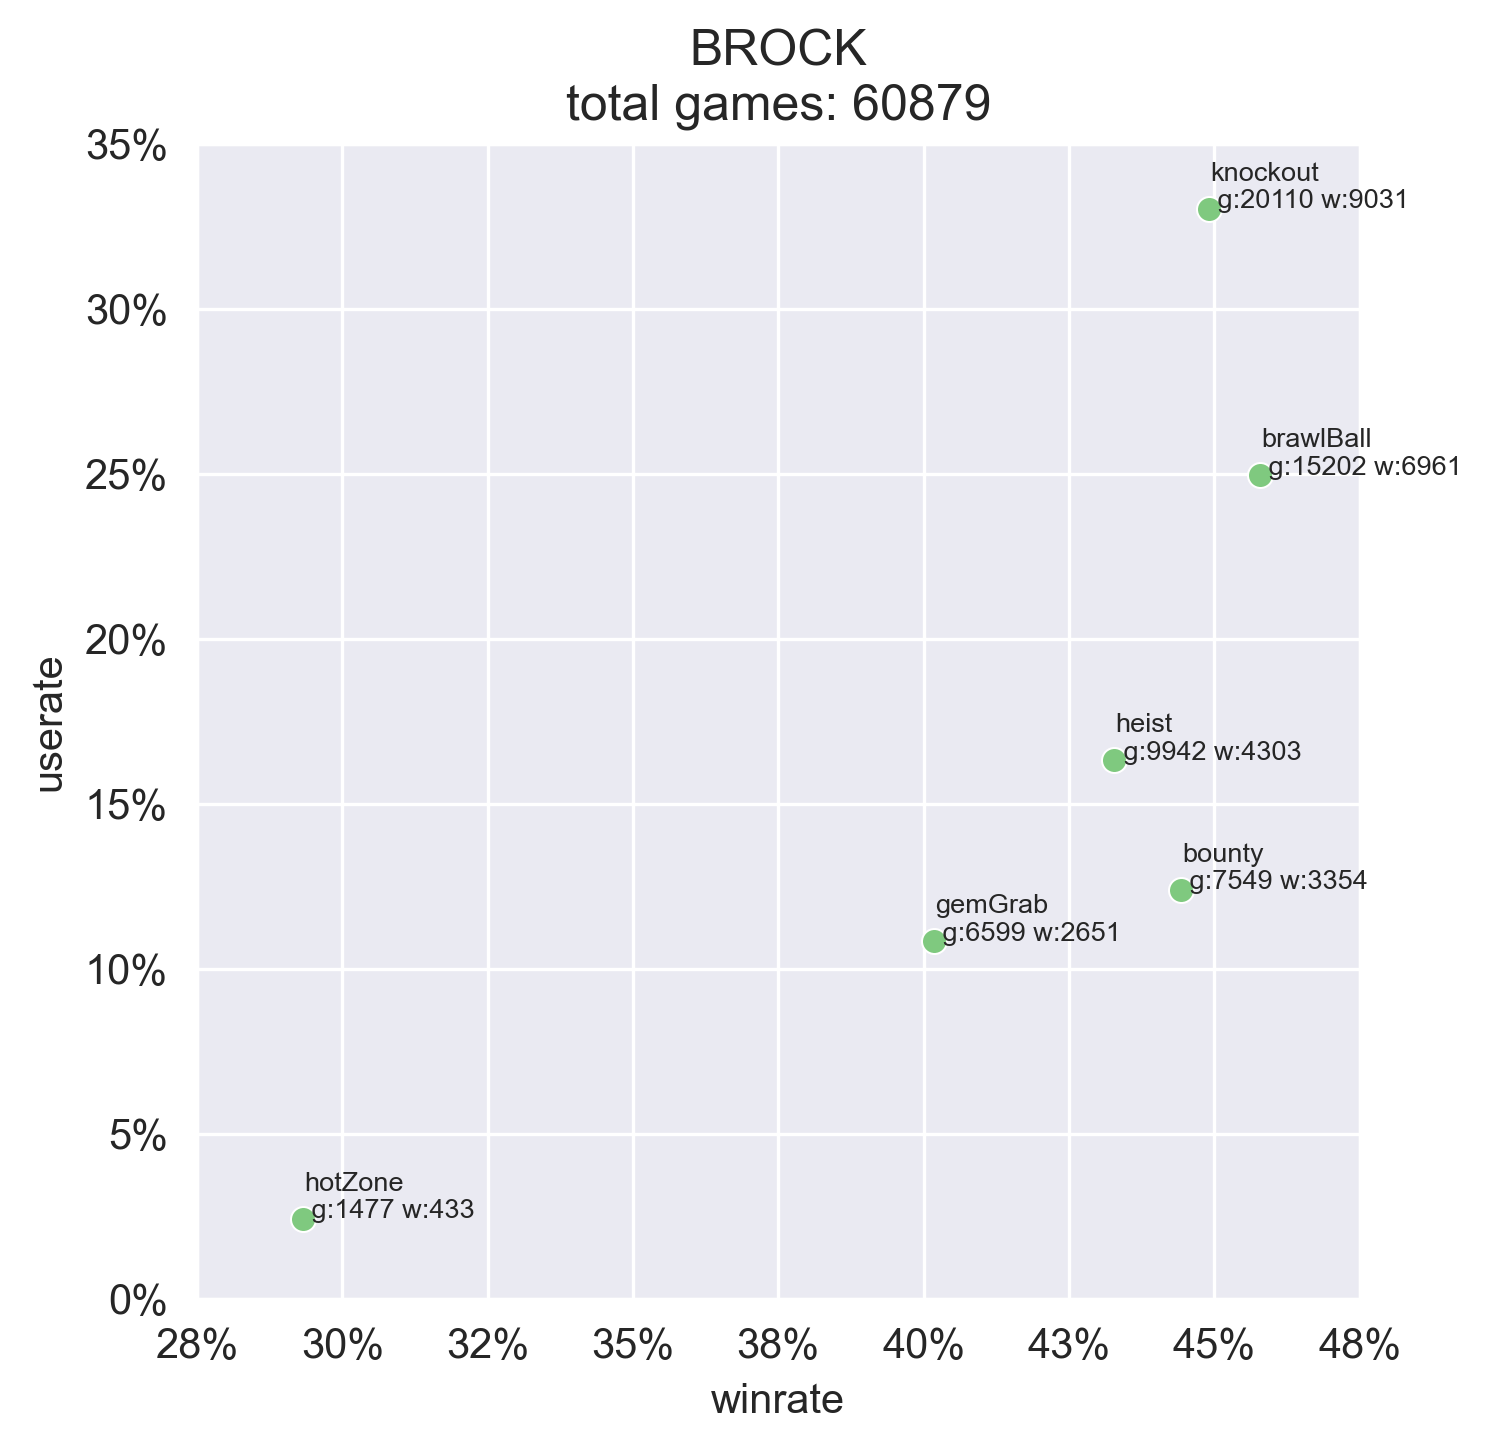 BROCK
total games: 60879
35%
30%
25%
20%
15%
10%
5%
0%
userate
knockout
g:20110 w:9031
brawlBall
g:15202 w:6961
heist
g:9942 w:4303
bounty
g:7549 w:3354
gemGrab
g:6599 w:2651
hotZone
g:1477 w:433
28% 30% 32% 35% 38% 40% 43% 45% 48%
winrate